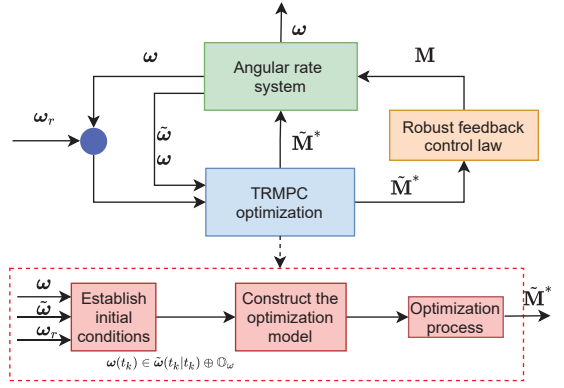 ω
ω
Angular rate
system
M
ω_r
ω̃
ω
M̃*
Robust feedback
control law
TRMPC
optimization
M̃*
ω
ω̃
ω_r
Establish
initial
conditions
Construct the
optimization
model
Optimization
process
M̃*
ω(t_k) ∈ ω̃(t_k|t_k) ⊕ 𝕆_ω